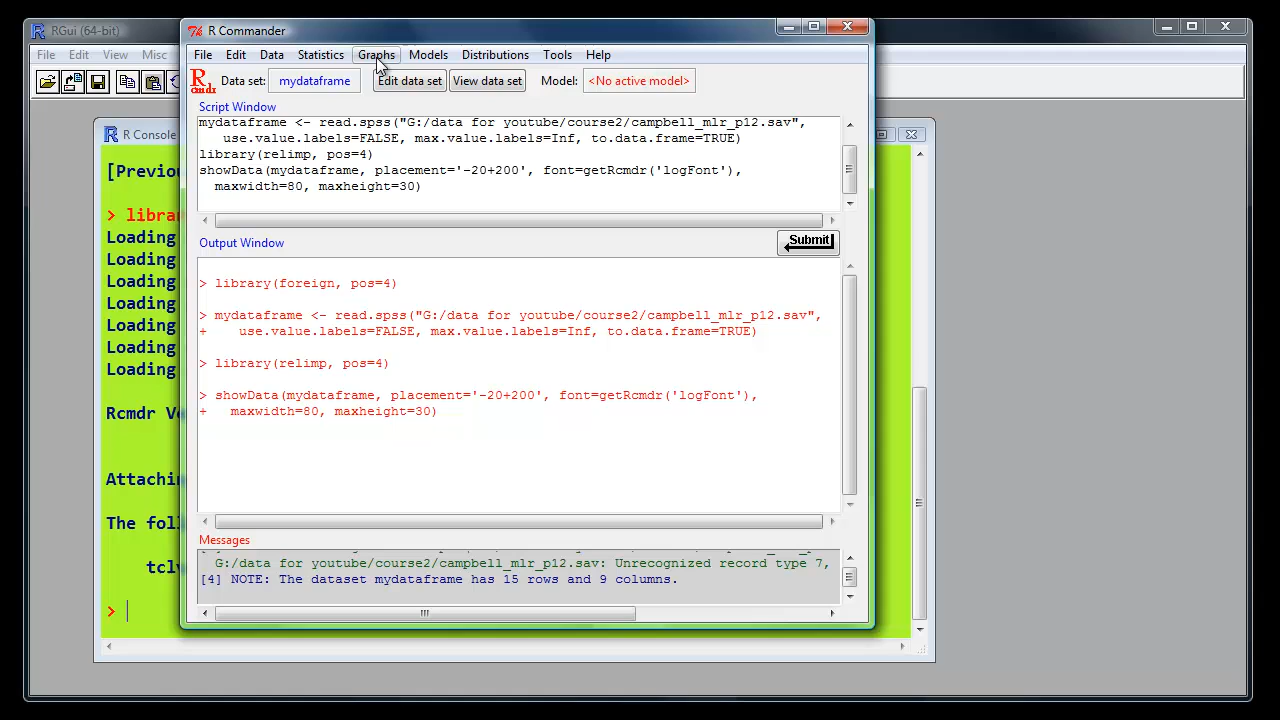 RGui (64-bit)
File Edit View Misc
R Console
[Previo
> librar
Loading
Loading
Loading
Loading
Loading
Loading
Loading
Rcmdr Ve
Attachin
The foll
tclv
>
R Commander
File Edit Data Statistics Graphs Models Distributions Tools Help
R cmdr Data set: mydataframe Edit data set View data set Model: <No active model>
Script Window
mydataframe <- read.spss("G:/data for youtube/course2/campbell_mlr_p12.sav",
use.value.labels=FALSE, max.value.labels=Inf, to.data.frame=TRUE)
library(relimp, pos=4)
showData(mydataframe, placement='-20+200', font=getRcmdr('logFont'),
maxwidth=80, maxheight=30)
Output Window
Submit
> library(foreign, pos=4)
> mydataframe <- read.spss("G:/data for youtube/course2/campbell_mlr_p12.sav",
+ use.value.labels=FALSE, max.value.labels=Inf, to.data.frame=TRUE)
> library(relimp, pos=4)
> showData(mydataframe, placement='-20+200', font=getRcmdr('logFont'),
+ maxwidth=80, maxheight=30)
Messages
G:/data for youtube/course2/campbell_mlr_p12.sav: Unrecognized record type 7,
[4] NOTE: The dataset mydataframe has 15 rows and 9 columns.